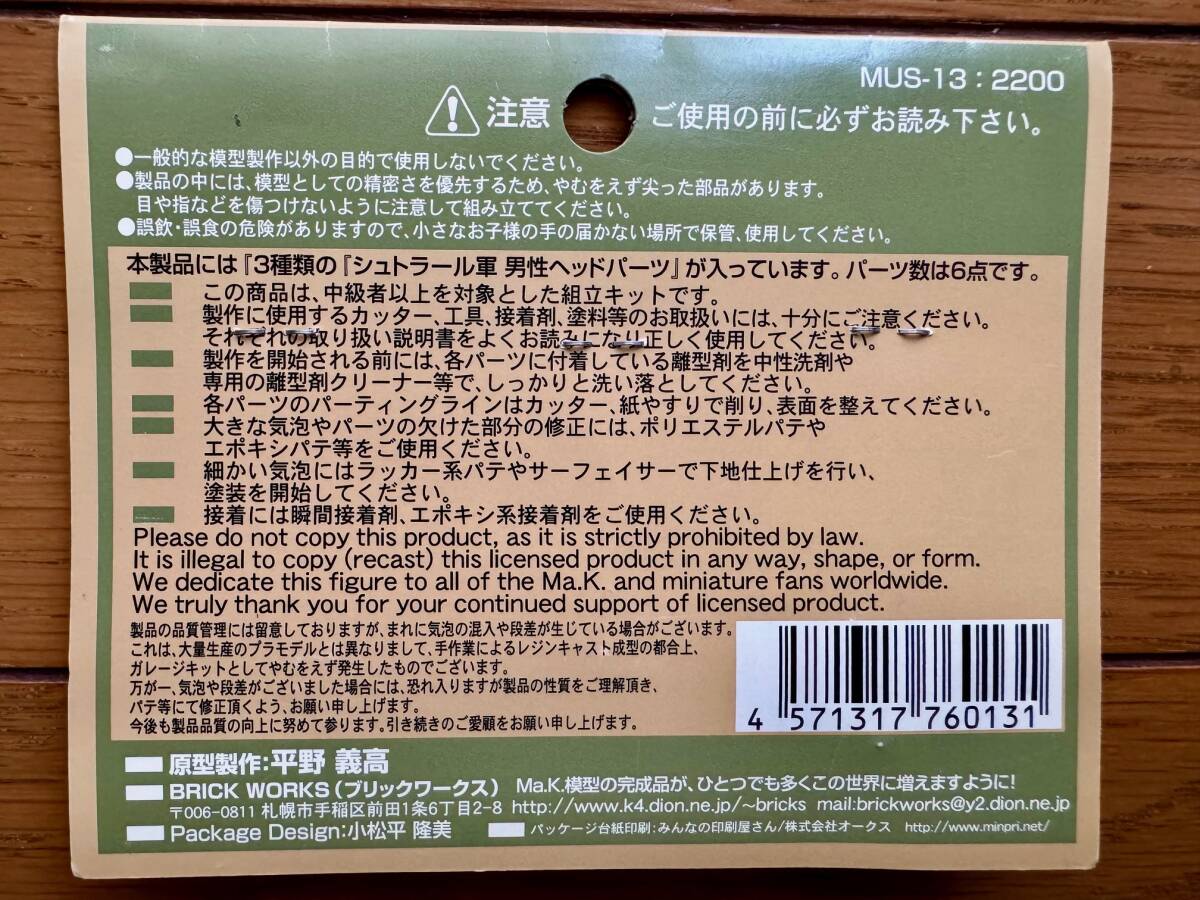 MUS-13：2200
注意 ご使用の前に必ずお読み下さい。
●一般的な模型製作以外の目的で使用しないでください。
●製品の中には、模型としての精密さを優先するため、やむをえず尖った部品があります。
目や指などを傷つけないように注意して組み立ててください。
●誤飲・誤食の危険がありますので、小さなお子様の手の届かない場所で保管、使用してください。
本製品には『3種類の『シュトラール軍 男性ヘッドパーツ』が入っています。パーツ数は6点です。
この商品は、中級者以上を対象とした組立キットです。
製作に使用するカッター、工具、接着剤、塗料等のお取扱いには、十分にご注意ください。
それぞれの取り扱い説明書をよくお読みになり正しく使用してください。
製作を開始される前には、各パーツに付着している離型剤を中性洗剤や
専用の離型剤クリーナー等で、しっかりと洗い落としてください。
各パーツのパーティングラインはカッター、紙やすりで削り、表面を整えてください。
大きな気泡やパーツの欠けた部分の修正には、ポリエステルパテや
エポキシパテ等をご使用ください。
細かい気泡にはラッカー系パテやサーフェイサーで下地仕上げを行い、
塗装を開始してください。
接着には瞬間接着剤、エポキシ系接着剤をご使用ください。
Please do not copy this product, as it is strictly prohibited by law.
It is illegal to copy (recast) this licensed product in any way, shape, or form.
We dedicate this figure to all of the Ma.K. and miniature fans worldwide.
We truly thank you for your continued support of licensed product.
製品の品質管理には留意しておりますが、まれに気泡の混入や段差が生じている場合がございます。
これは、大量生産のプラモデルとは異なりまして、手作業によるレジンキャスト成型の都合上、
ガレージキットとしてやむをえず発生したものでございます。
万が一、気泡や段差がございました場合には、恐れ入りますが製品の性質をご理解頂き、
パテ等にて修正頂くよう、お願い申し上げます。
今後も製品品質の向上に努めて参ります。引き続きのご愛顧をお願い申し上げます。
4 571317 760131
原型製作：平野 義高
BRICK WORKS（ブリックワークス） Ma.K.模型の完成品が、ひとつでも多くこの世界に増えますように！
〒006-0811 札幌市手稲区前田1条6丁目2-8 http://www.k4.dion.ne.jp/~bricks mail:brickworks@y2.dion.ne.jp
Package Design：小松平 隆美 パッケージ台紙印刷：みんなの印刷屋さん/株式会社オークス http://www.minpri.net/